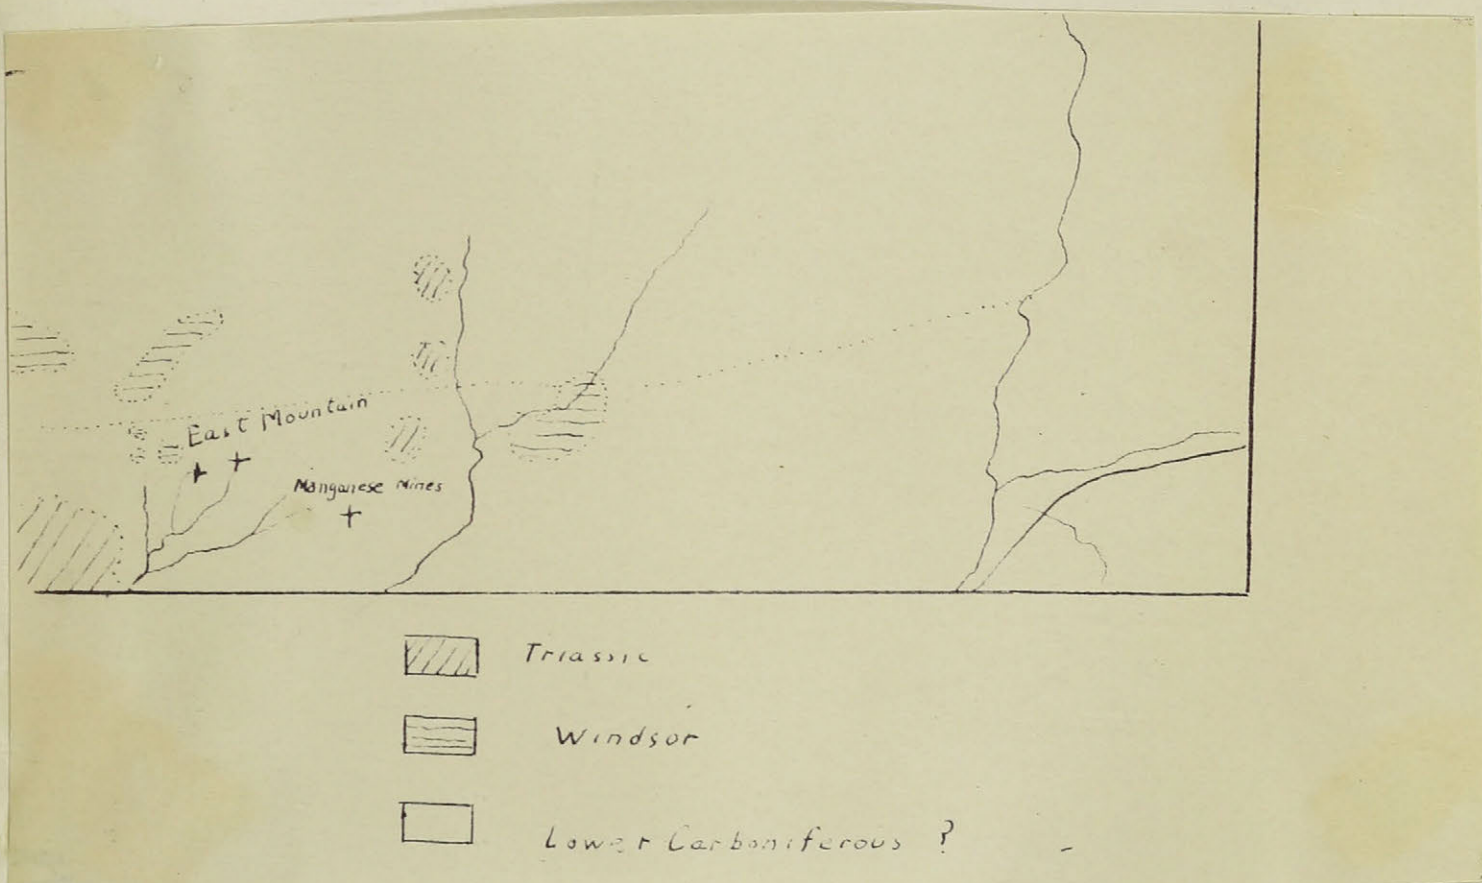 East Mountain
Manganese Mines
Triassic
Windsor
Lower Carboniferous ?